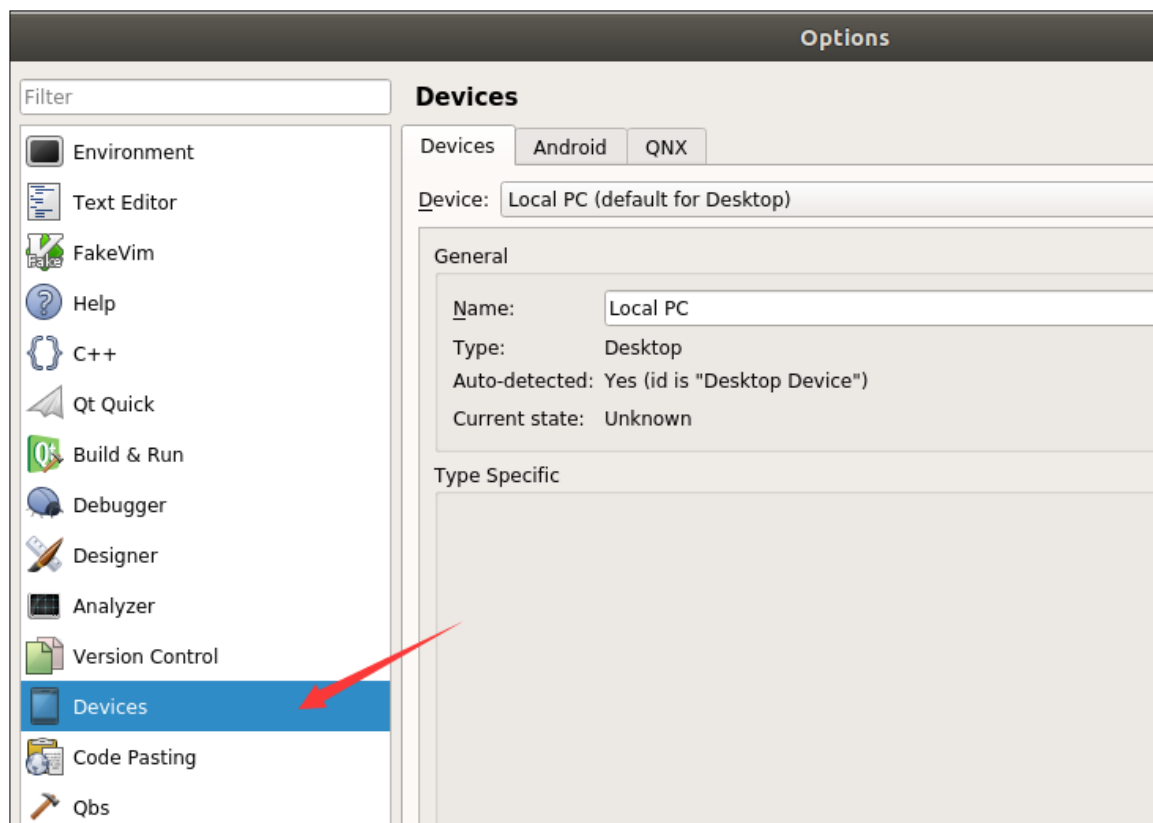 Options
Filter
Environment
Text Editor
FakeVim
Help
C++
Qt Quick
Build & Run
Debugger
Designer
Analyzer
Version Control
Devices
Code Pasting
Qbs
Devices
Devices Android QNX
Device: Local PC (default for Desktop)
General
Name: Local PC
Type: Desktop
Auto-detected: Yes (id is "Desktop Device")
Current state: Unknown
Type Specific